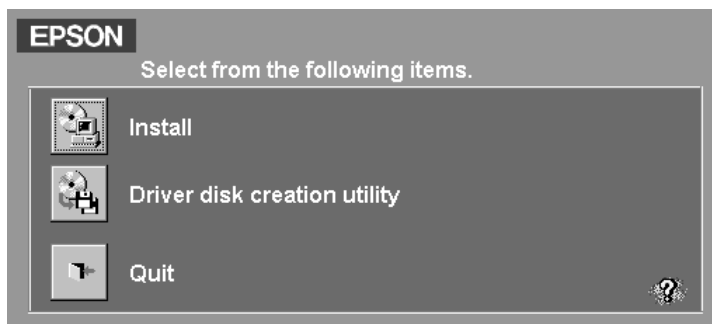 EPSON
Select from the following items.
Install
Driver disk creation utility
Quit
?